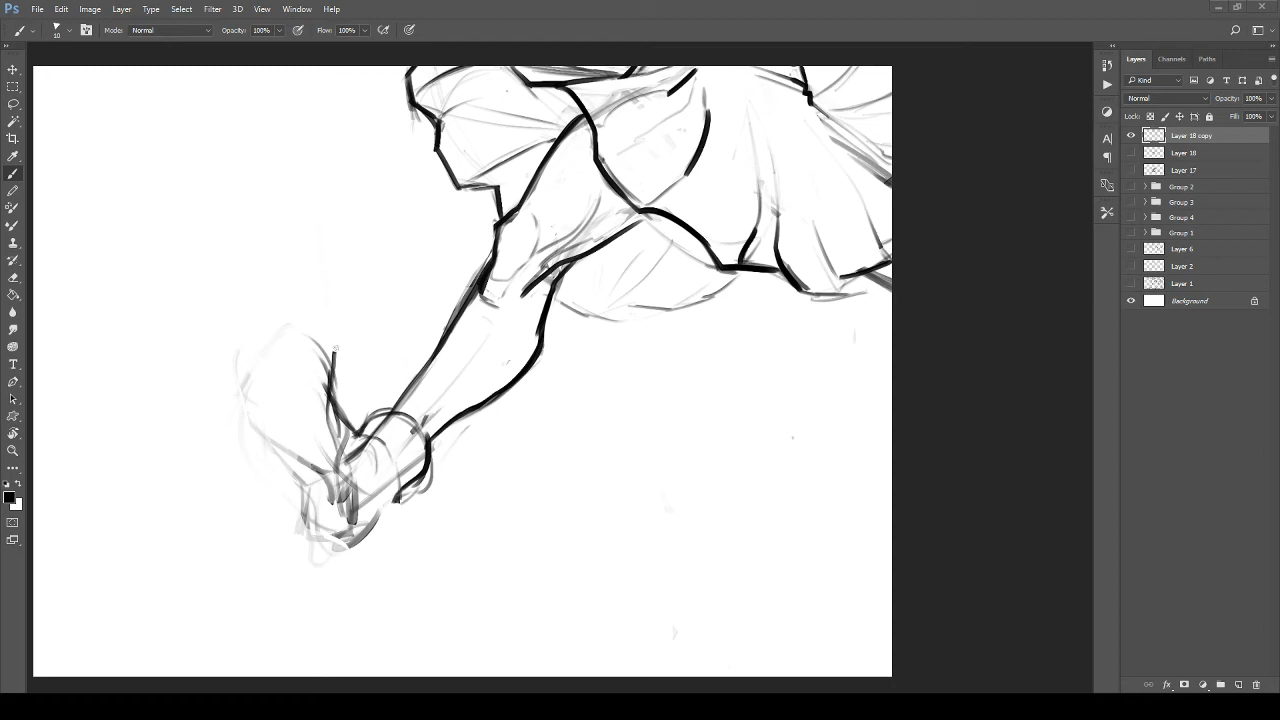 Ps File Edit Image Layer Type Select Filter 3D View Window Help
10 Mode: Normal Opacity: 100% Flow: 100%
Layers Channels Paths
Kind
Normal Opacity: 100%
Lock: Fill: 100%
Layer 18 copy
Layer 18
Layer 17
Group 2
Group 3
Group 4
Group 1
Layer 6
Layer 2
Layer 1
Background
fx